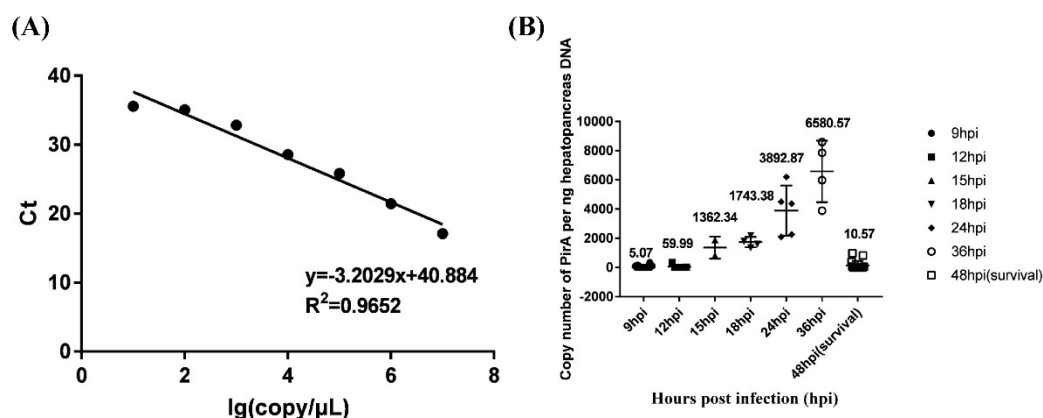 (A)
40
30
20
10
0
Ct
0
2
4
6
8
lg(copy/μL)
y=-3.2029x+40.884
R²=0.9652
(B)
Copy number of PirA per ng hepatopancreas DNA
10000
8000
6000
4000
2000
0
-2000
5.07
59.99
1362.34
1743.38
3892.87
6580.57
10.57
9hpi
12hpi
15hpi
18hpi
24hpi
36hpi
48hpi(survival)
Hours post infection (hpi)
9hpi
12hpi
15hpi
18hpi
24hpi
36hpi
48hpi(survival)